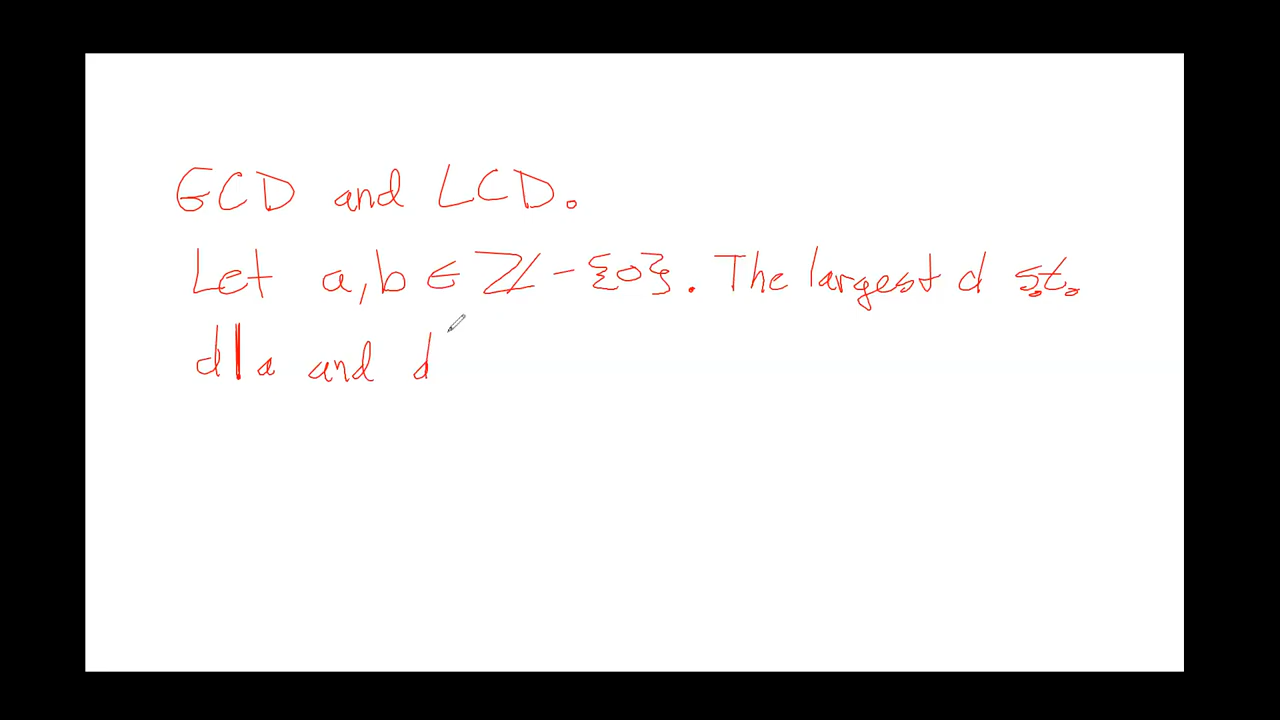 GCD and LCD.
Let a, b ∈ ℤ - {0}. The largest d s.t.
d|a and d